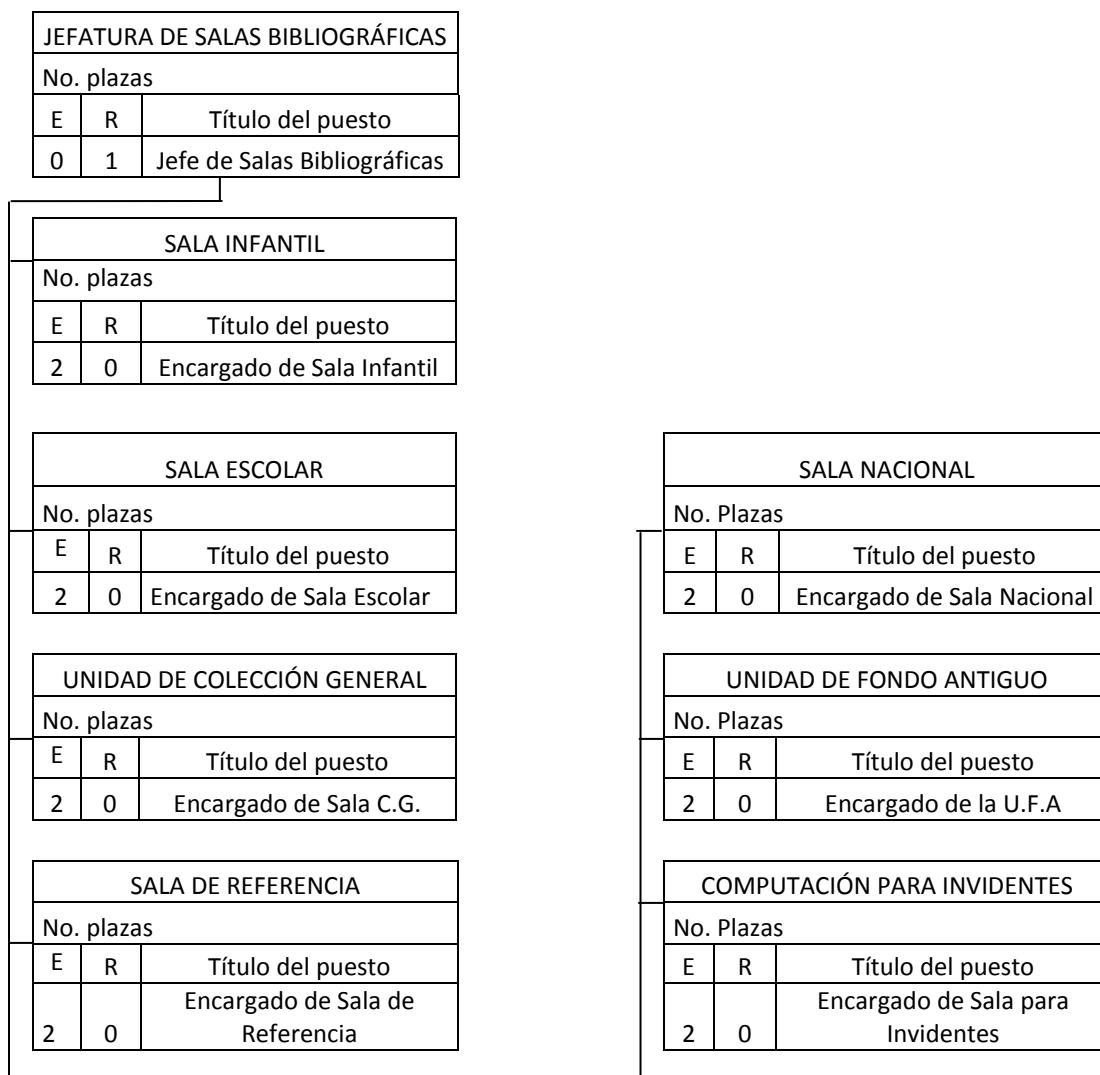 JEFATURA DE SALAS BIBLIOGRÁFICAS
No. plazas
E R Título del puesto
0 1 Jefe de Salas Bibliográficas
SALA INFANTIL
No. plazas
E R Título del puesto
2 0 Encargado de Sala Infantil
SALA ESCOLAR
No. plazas
E R Título del puesto
2 0 Encargado de Sala Escolar
UNIDAD DE COLECCIÓN GENERAL
No. plazas
E R Título del puesto
2 0 Encargado de Sala C.G.
SALA DE REFERENCIA
No. plazas
E R Título del puesto
Encargado de Sala de
2 0 Referencia
SALA NACIONAL
No. Plazas
E R Título del puesto
2 0 Encargado de Sala Nacional
UNIDAD DE FONDO ANTIGUO
No. Plazas
E R Título del puesto
2 0 Encargado de la U.F.A
COMPUTACIÓN PARA INVIDENTES
No. Plazas
E R Título del puesto
Encargado de Sala para
2 0 Invidentes